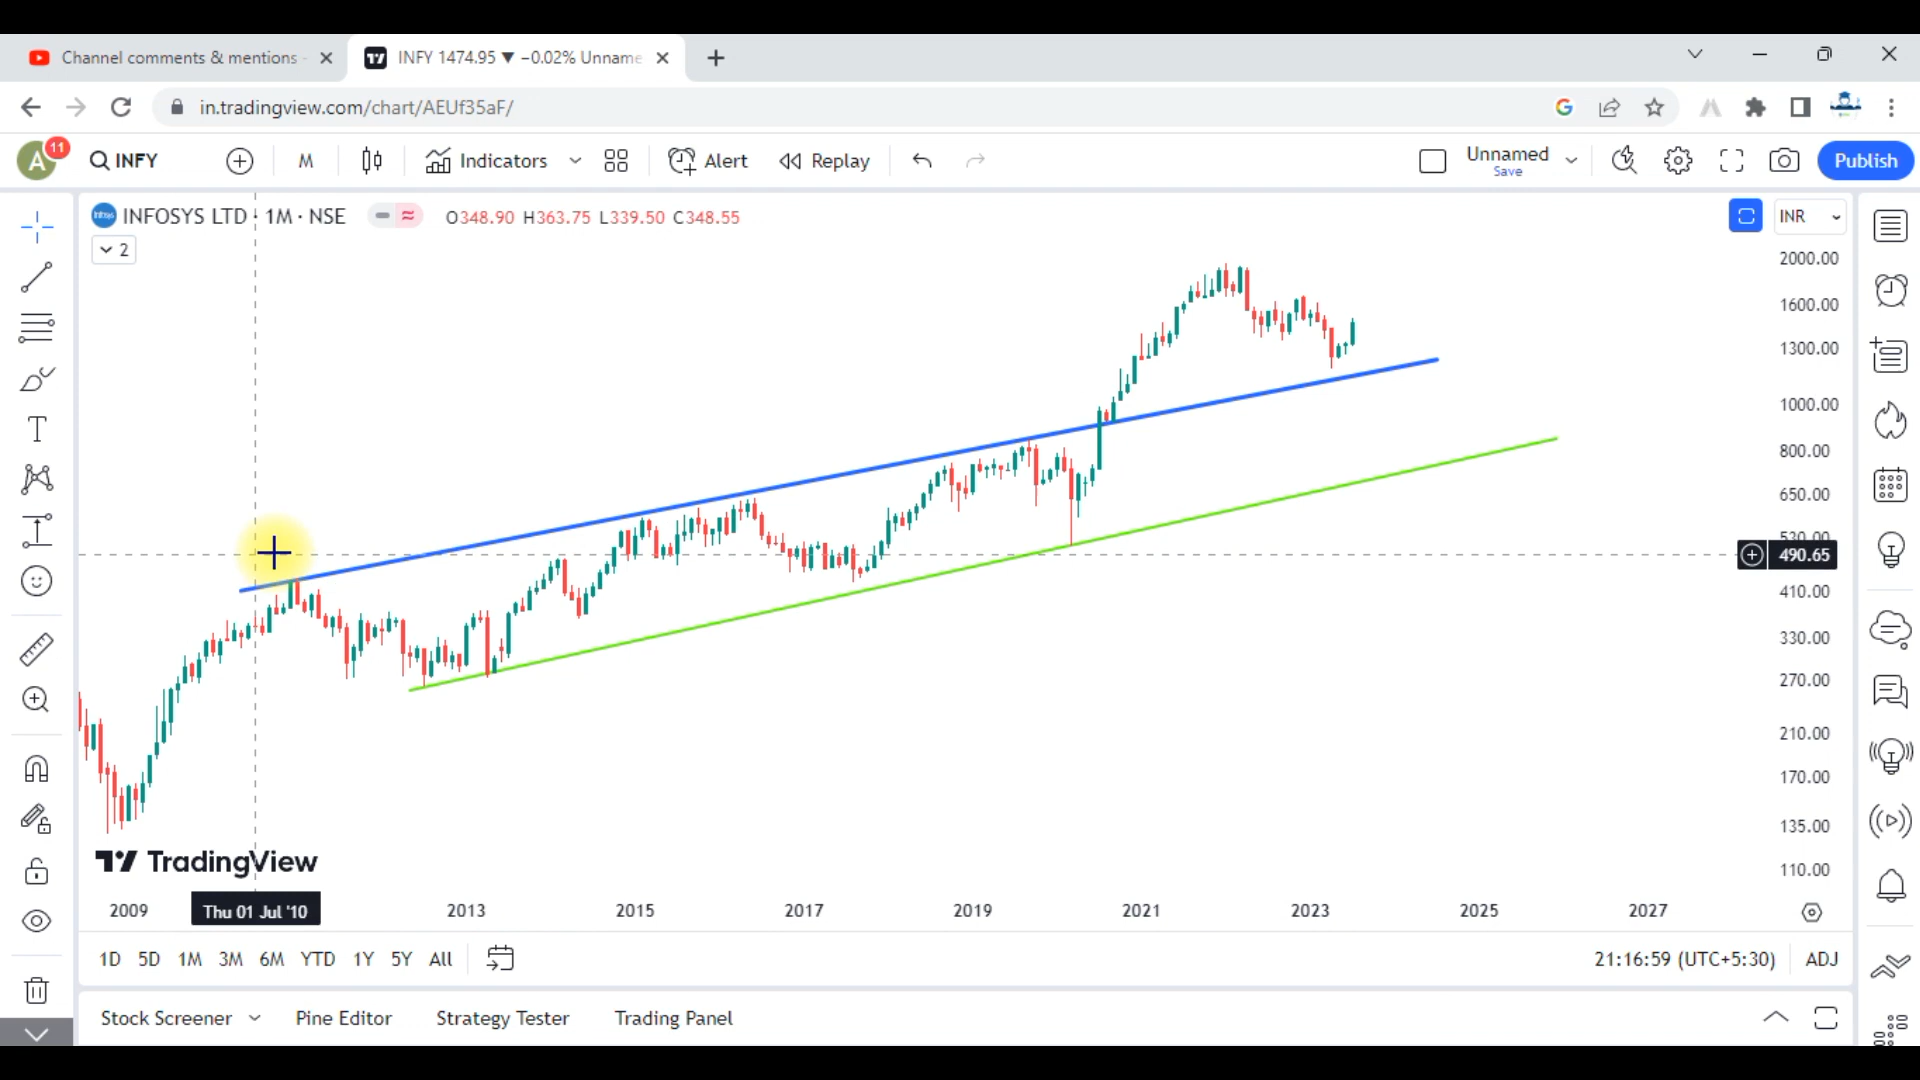 Channel comments & mentions -
INFY 1474.95 ▼ −0.02% Unname
in.tradingview.com/chart/AEUf35aF/
A 11 INFY M Indicators Alert Replay Unnamed Save Publish
Infosys INFOSYS LTD · 1M · NSE O348.90 H363.75 L339.50 C348.55 INR
2
2000.00
1600.00
1300.00
1000.00
800.00
650.00
520.00
490.65
410.00
330.00
270.00
210.00
170.00
135.00
110.00
TradingView
2009 Thu 01 Jul '10 2013 2015 2017 2019 2021 2023 2025 2027
1D 5D 1M 3M 6M YTD 1Y 5Y All 21:16:59 (UTC+5:30) ADJ
Stock Screener Pine Editor Strategy Tester Trading Panel